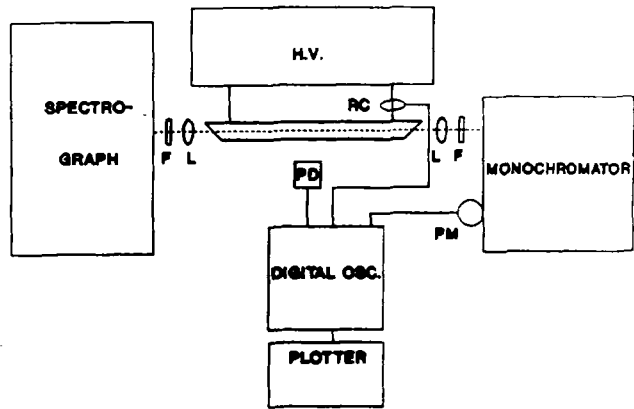 H.V.
SPECTRO-
GRAPH
F
L
RC
L
F
MONOCHROMATOR
PD
PM
DIGITAL OSC.
PLOTTER